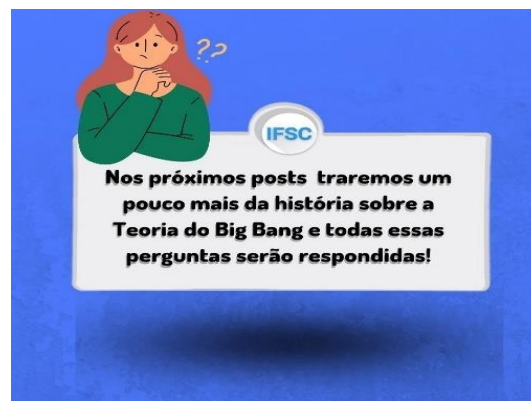 ??
IFSC
Nos próximos posts traremos um
pouco mais da história sobre a
Teoria do Big Bang e todas essas
perguntas serão respondidas!